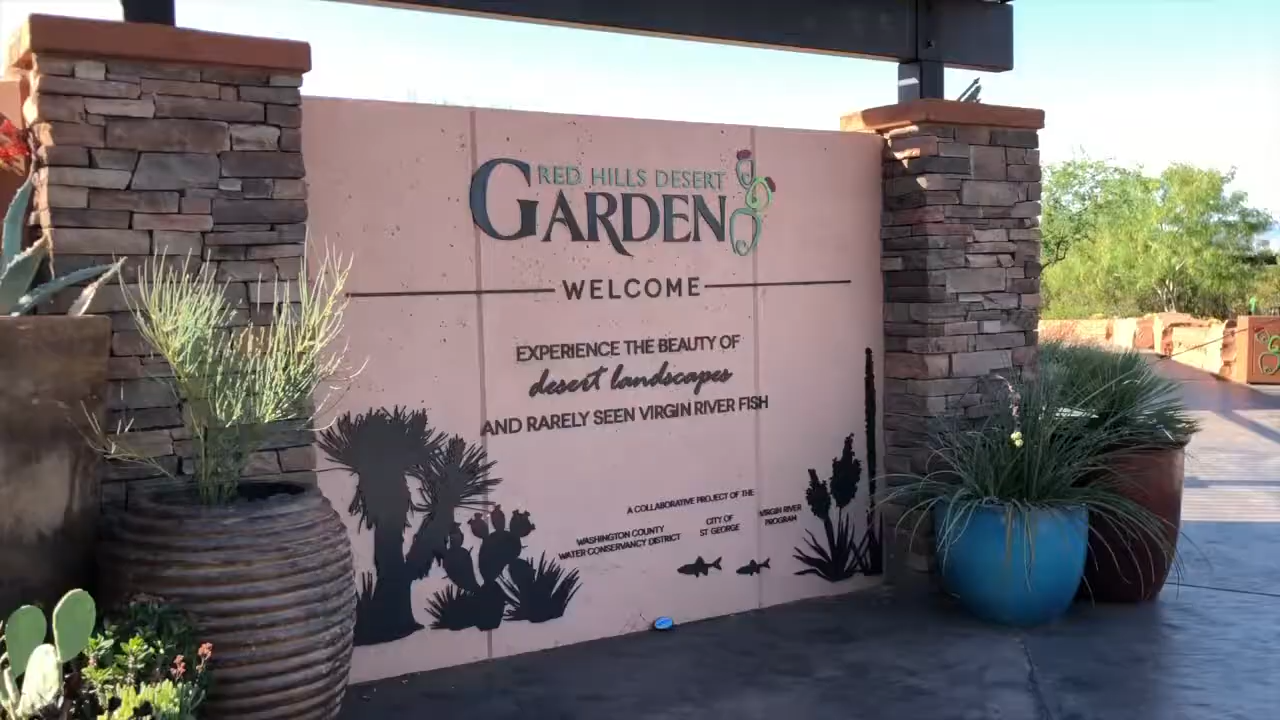 RED HILLS DESERT
GARDEN
WELCOME
EXPERIENCE THE BEAUTY OF
desert landscapes
AND RARELY SEEN VIRGIN RIVER FISH
A COLLABORATIVE PROJECT OF THE
WASHINGTON COUNTY
WATER CONSERVANCY DISTRICT
CITY OF
ST GEORGE
VIRGIN RIVER
PROGRAM